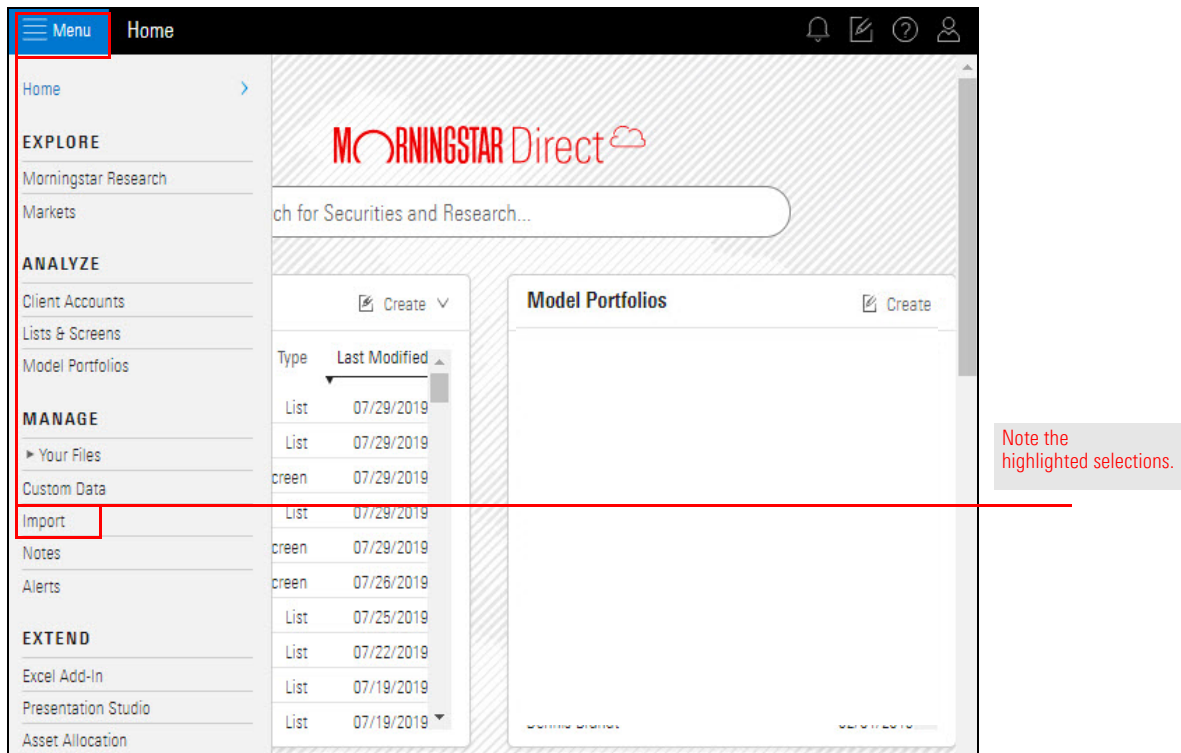 Menu Home
Home
EXPLORE
Morningstar Research
Markets
ANALYZE
Client Accounts
Lists & Screens
Model Portfolios
MANAGE
Your Files
Custom Data
Import
Notes
Alerts
EXTEND
Excel Add-In
Presentation Studio
Asset Allocation
MORNINGSTAR Direct
ch for Securities and Research...
Create
Type Last Modified
List 07/29/2019
List 07/29/2019
creen 07/29/2019
List 07/29/2019
creen 07/29/2019
creen 07/26/2019
List 07/25/2019
List 07/22/2019
List 07/19/2019
List 07/19/2019
Model Portfolios Create
Note the
highlighted selections.